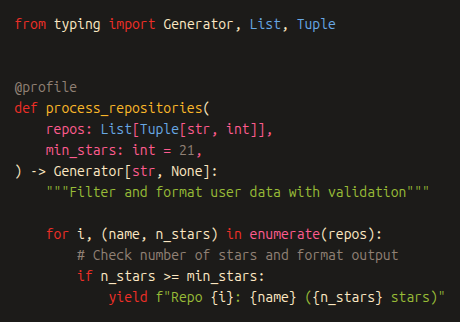 from typing import Generator, List, Tuple
@profile
def process_repositories(
    repos: List[Tuple[str, int]],
    min_stars: int = 21,
) -> Generator[str, None]:
    """Filter and format user data with validation"""
    for i, (name, n_stars) in enumerate(repos):
        # Check number of stars and format output
        if n_stars >= min_stars:
            yield f"Repo {i}: {name} ({n_stars} stars)"